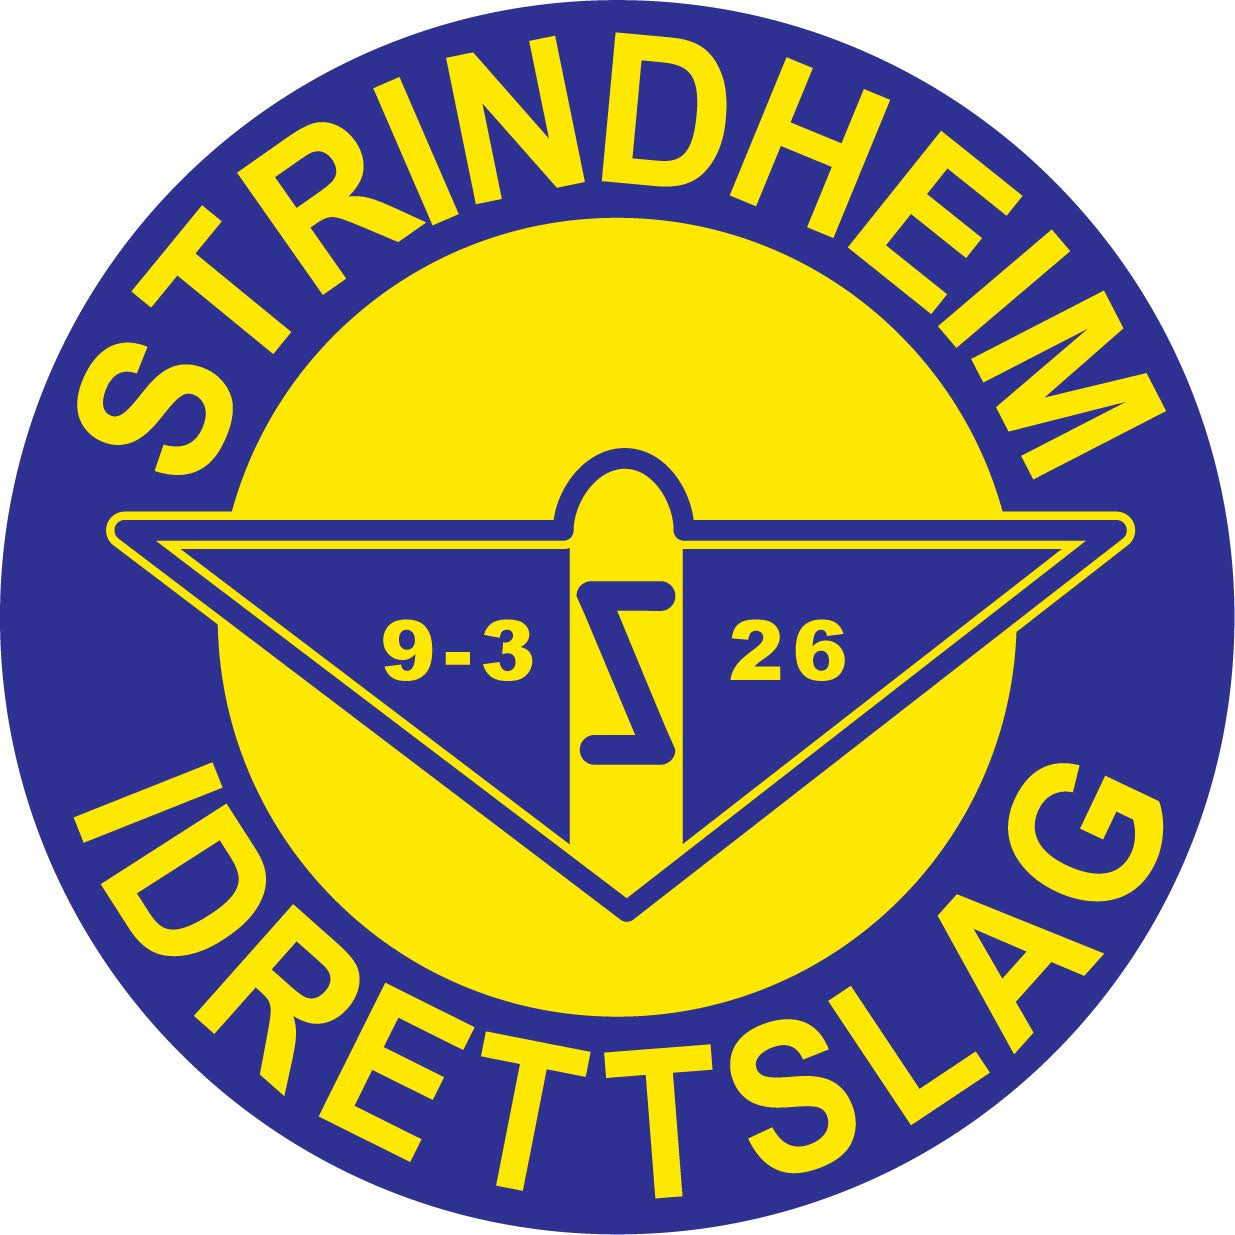 STRINDHEIM
9-3 S 26
IDRETTSLAG